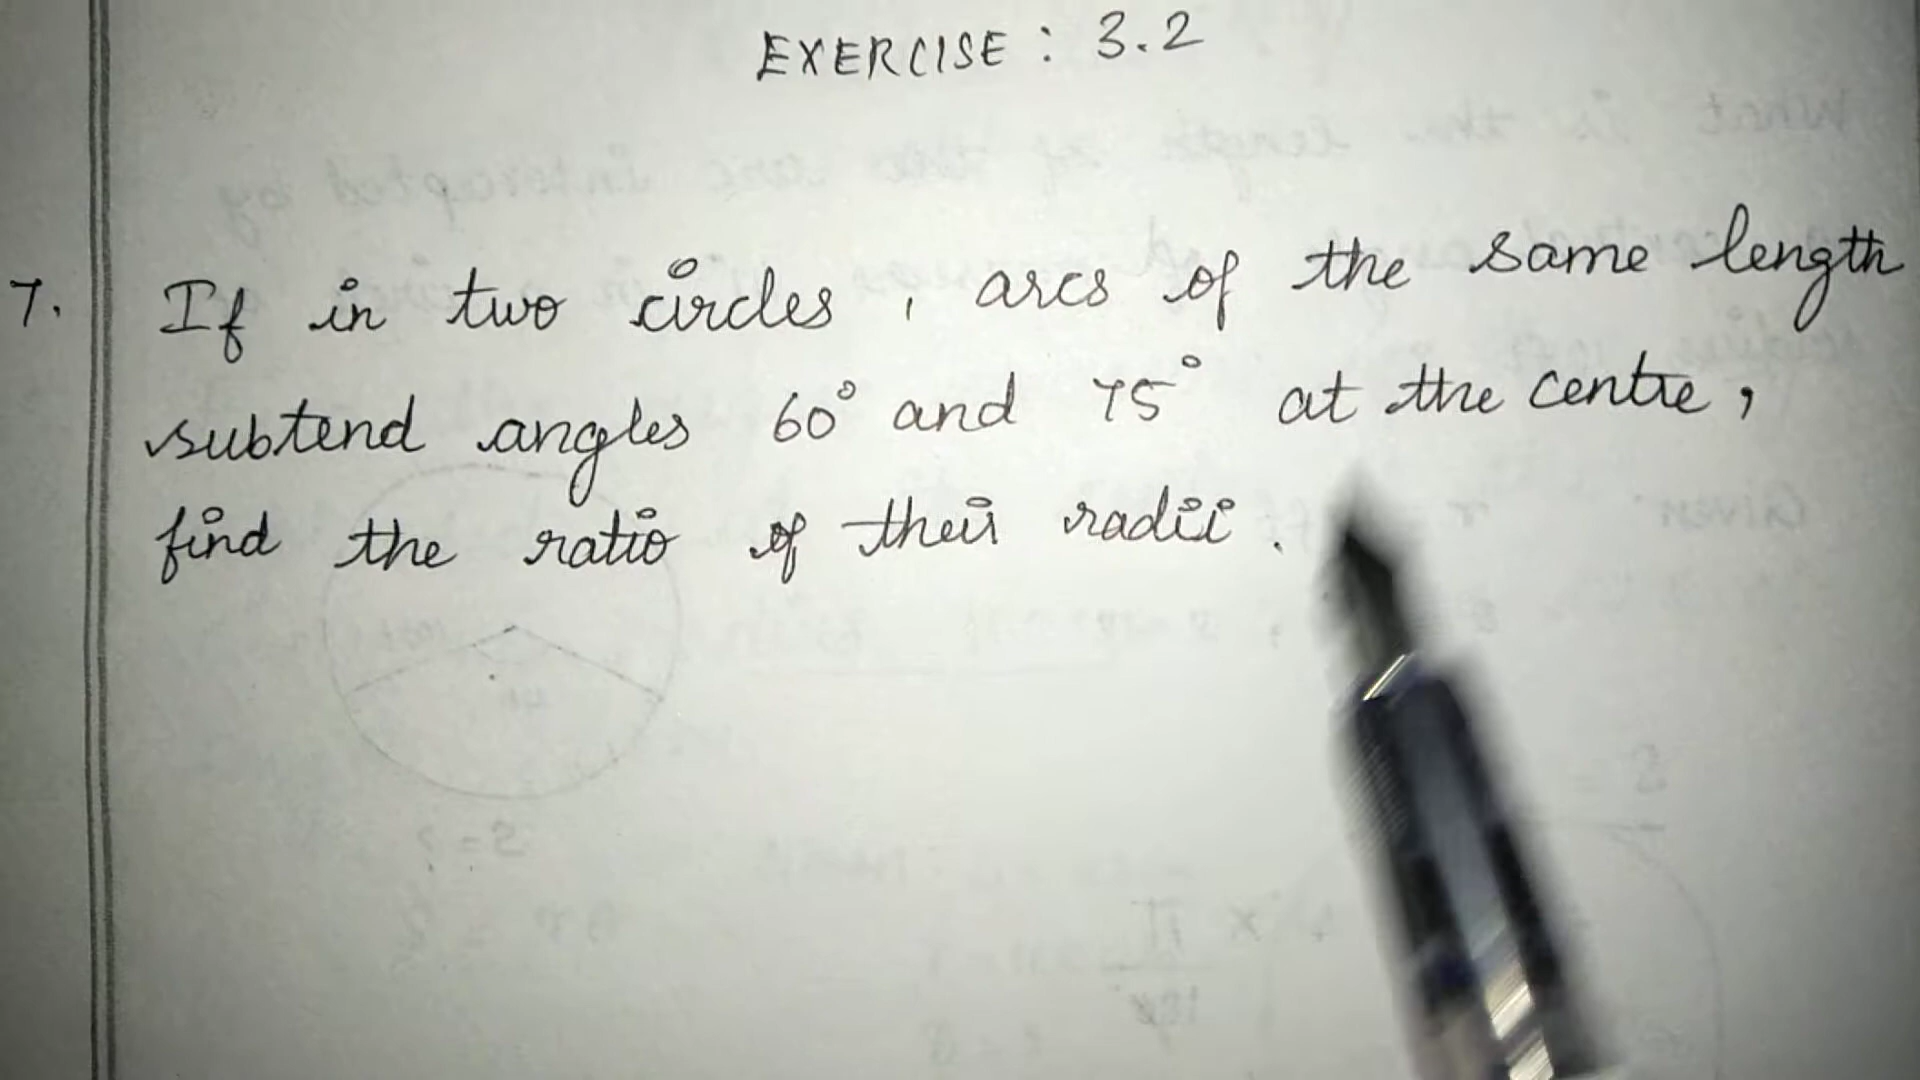 EXERCISE : 3.2
7. If in two circles, arcs of the same length
subtend angles 60° and 75° at the centre,
find the ratio of their radii.